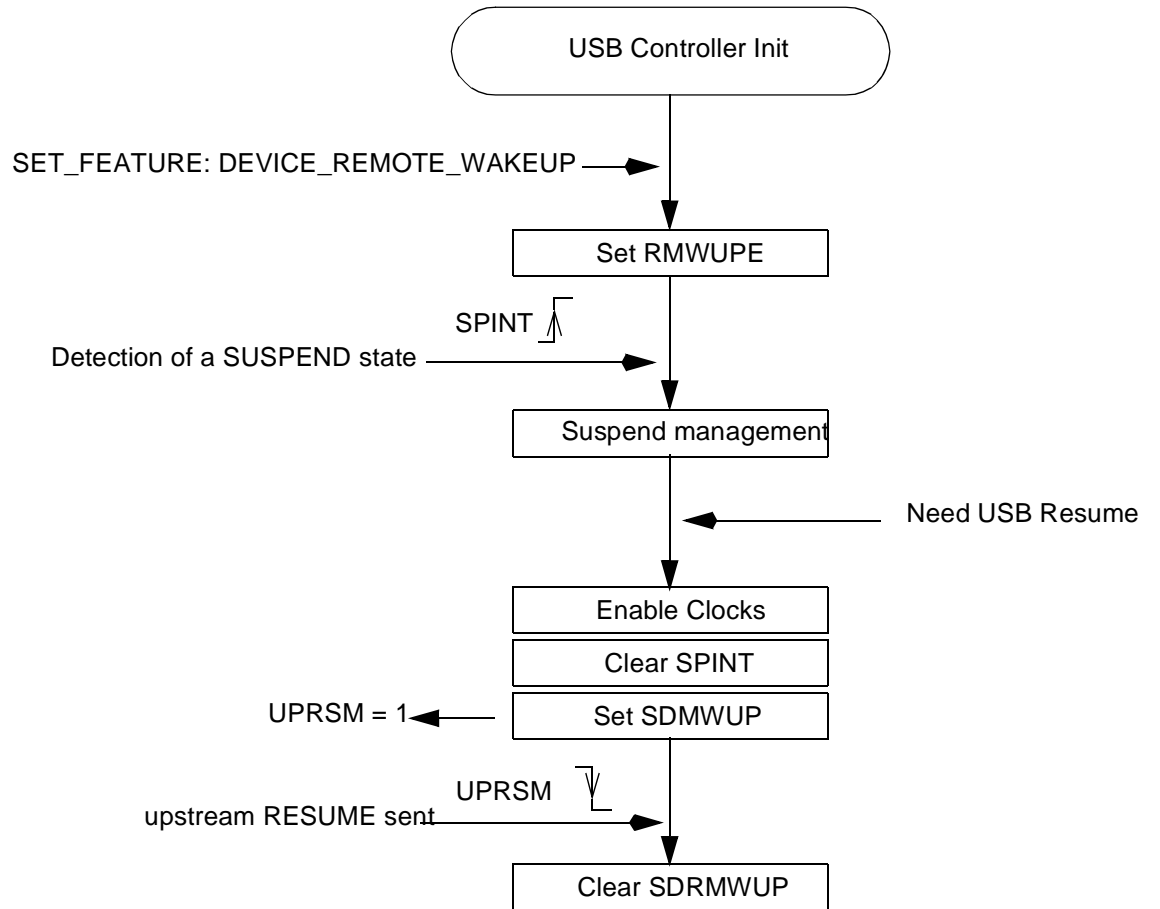 USB Controller Init
SET_FEATURE: DEVICE_REMOTE_WAKEUP
Set RMWUPE
SPINT
Detection of a SUSPEND state
Suspend management
Need USB Resume
Enable Clocks
Clear SPINT
UPRSM = 1
Set SDMWUP
UPRSM
upstream RESUME sent
Clear SDRMWUP